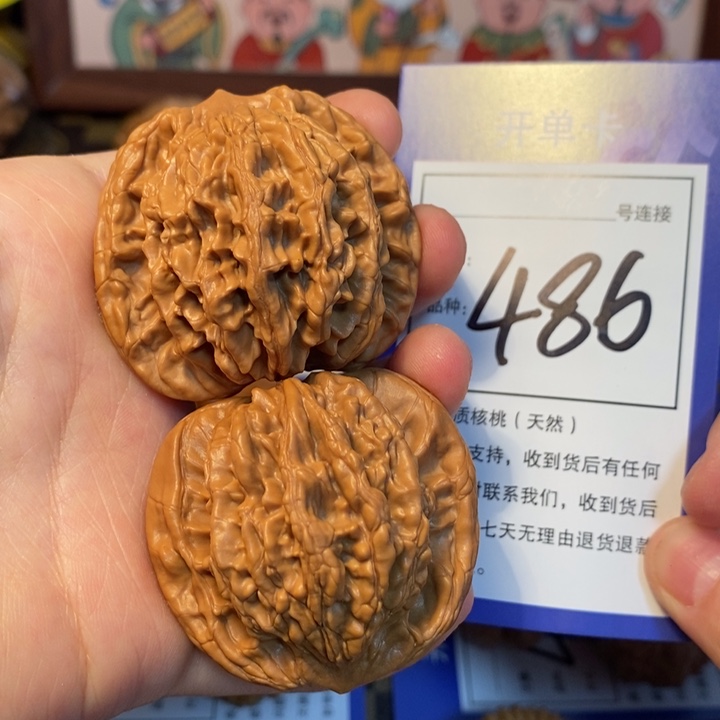 开单卡
号连接
品种:
486
质核桃（天然）
支持，收到货后有任何
时联系我们，收到货后
七天无理由退货退款
。